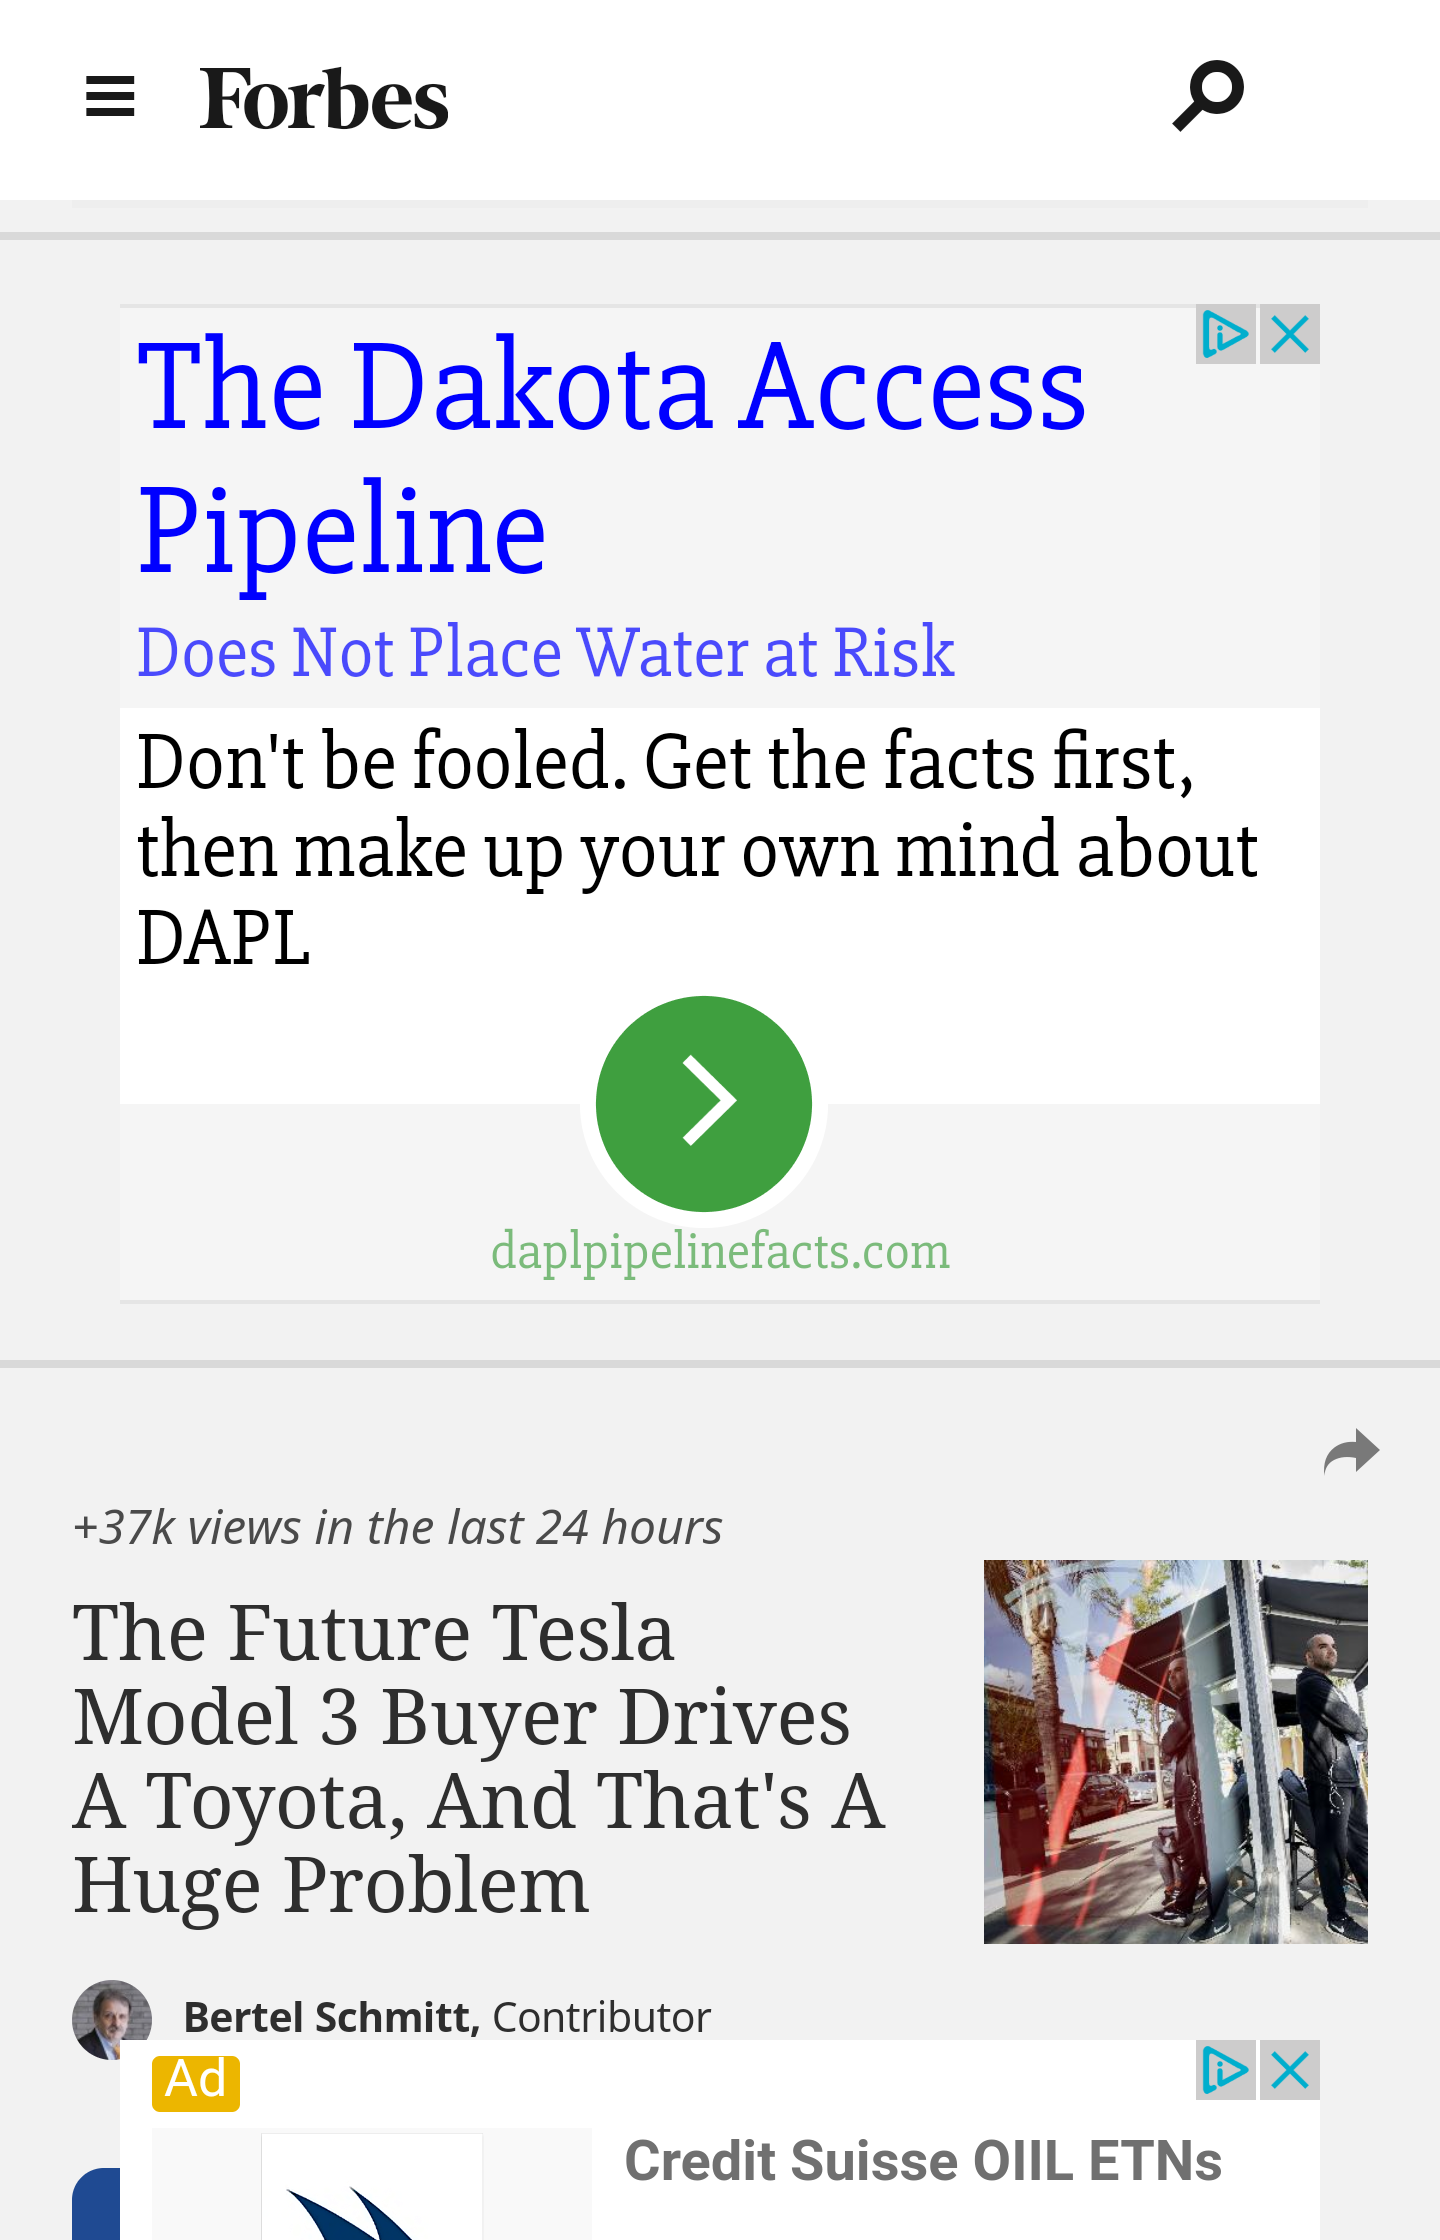 Forbes
The Dakota Access
Pipeline
Does Not Place Water at Risk
Don't be fooled. Get the facts first,
then make up your own mind about
DAPL
daplpipelinefacts.com
+37k views in the last 24 hours
The Future Tesla
Model 3 Buyer Drives
A Toyota, And That's A
Huge Problem
Bertel Schmitt, Contributor
Ad
Credit Suisse OIIL ETNs